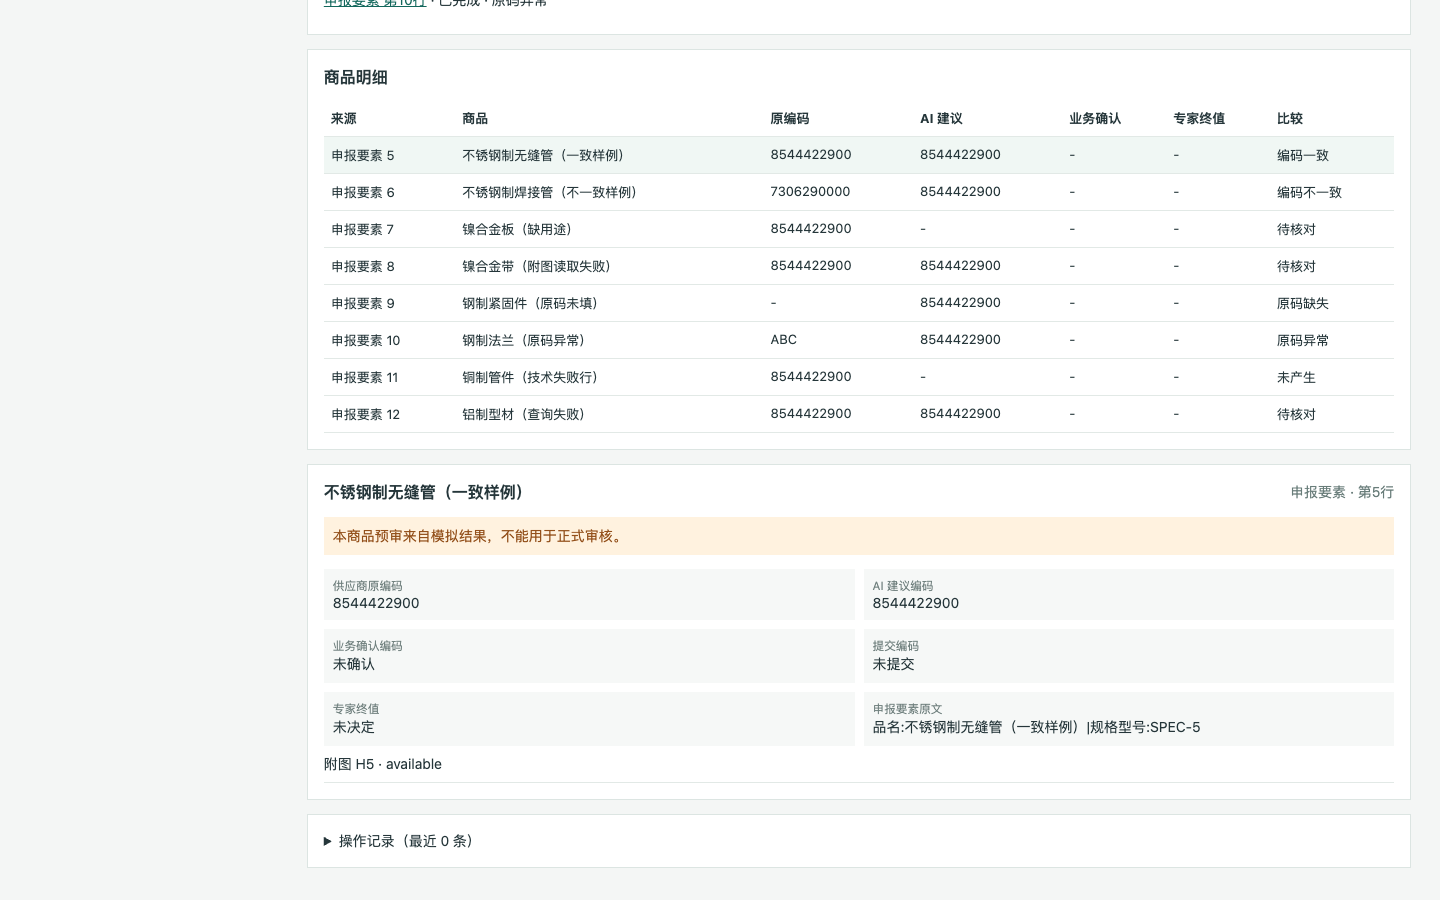 申报要素 第10行 · 已完成 · 原码异常
商品明细
来源 商品 原编码 AI 建议 业务确认 专家终值 比较
申报要素 5 不锈钢制无缝管（一致样例） 8544422900 8544422900 - - 编码一致
申报要素 6 不锈钢制焊接管（不一致样例） 7306290000 8544422900 - - 编码不一致
申报要素 7 镍合金板（缺用途） 8544422900 - - - 待核对
申报要素 8 镍合金带（附图读取失败） 8544422900 8544422900 - - 待核对
申报要素 9 钢制紧固件（原码未填） - 8544422900 - - 原码缺失
申报要素 10 钢制法兰（原码异常） ABC 8544422900 - - 原码异常
申报要素 11 铜制管件（技术失败行） 8544422900 - - - 未产生
申报要素 12 铝制型材（查询失败） 8544422900 8544422900 - - 待核对
不锈钢制无缝管（一致样例） 申报要素 · 第5行
本商品预审来自模拟结果，不能用于正式审核。
供应商原编码 AI 建议编码
8544422900 8544422900
业务确认编码 提交编码
未确认 未提交
专家终值 申报要素原文
未决定 品名:不锈钢制无缝管（一致样例）|规格型号:SPEC-5
附图 H5 · available
▶ 操作记录（最近 0 条）